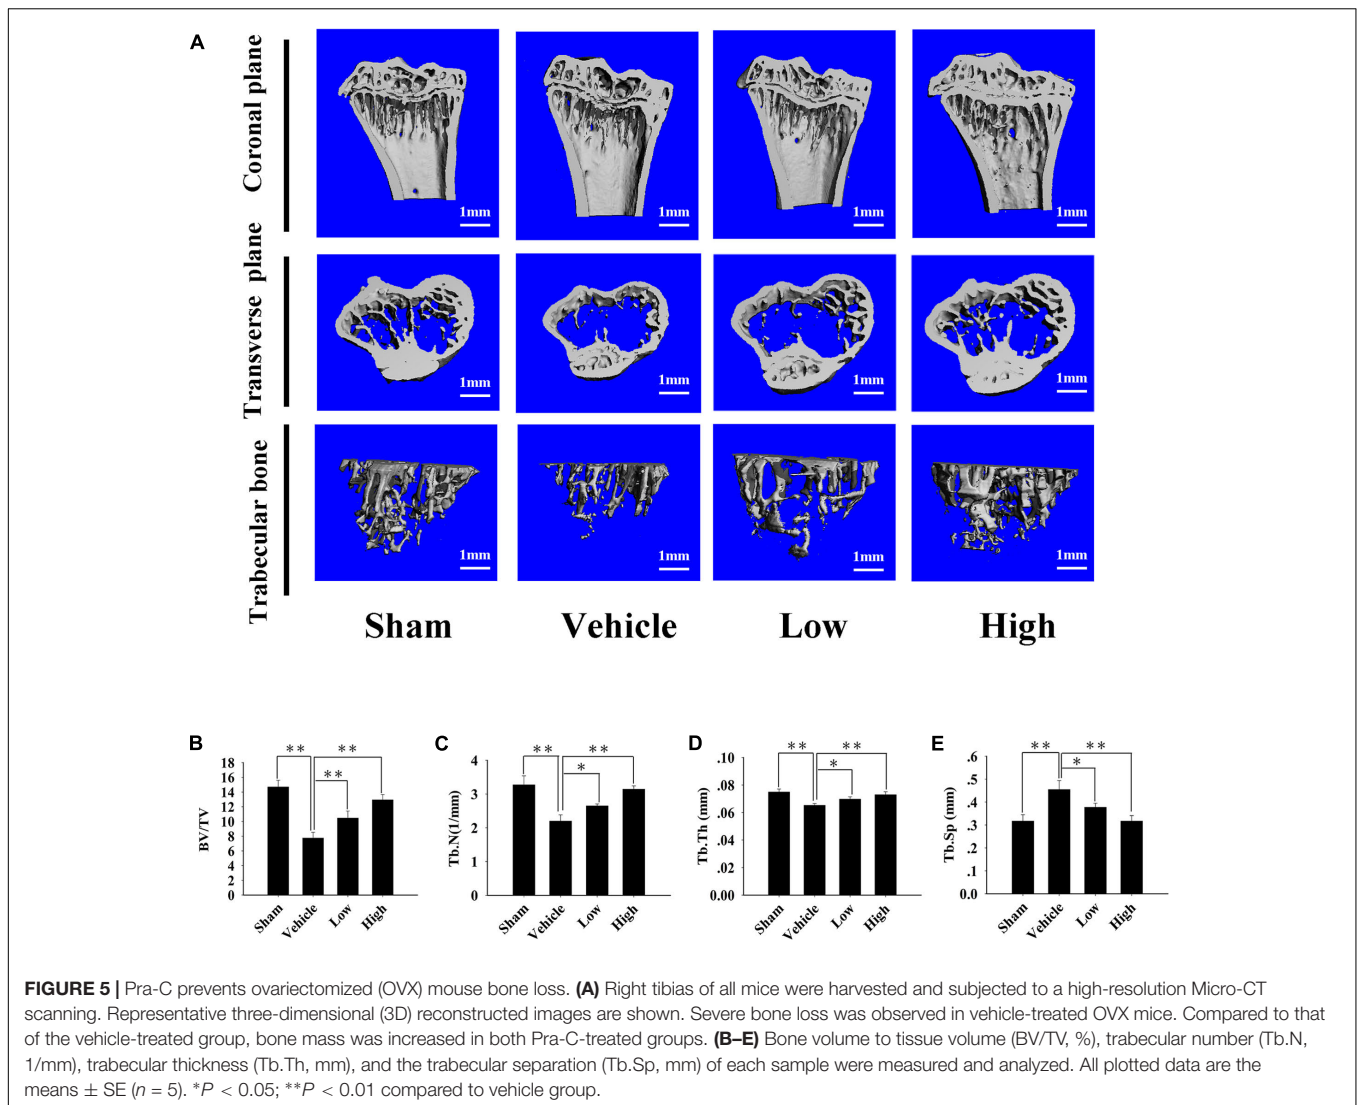 A
Coronal plane
1mm
1mm
1mm
1mm
Transverse plane
1mm
1mm
1mm
1mm
Trabecular bone
1mm
1mm
1mm
1mm
Sham
Vehicle
Low
High
B
18
16
14
12
10
8
6
4
2
0
BV/TV
**
**
**
Sham
Vehicle
Low
High
C
4
3
2
1
0
Tb.N(1/mm)
**
**
*
Sham
Vehicle
Low
High
D
.10
0.08
0.06
0.04
0.02
0.00
Tb.Th (mm)
**
**
*
Sham
Vehicle
Low
High
E
.6
.5
.4
.3
.2
.1
0.0
Tb.Sp (mm)
**
**
*
Sham
Vehicle
Low
High
FIGURE 5 | Pra-C prevents ovariectomized (OVX) mouse bone loss. (A) Right tibias of all mice were harvested and subjected to a high-resolution Micro-CT
scanning. Representative three-dimensional (3D) reconstructed images are shown. Severe bone loss was observed in vehicle-treated OVX mice. Compared to that
of the vehicle-treated group, bone mass was increased in both Pra-C-treated groups. (B–E) Bone volume to tissue volume (BV/TV, %), trabecular number (Tb.N,
1/mm), trabecular thickness (Tb.Th, mm), and the trabecular separation (Tb.Sp, mm) of each sample were measured and analyzed. All plotted data are the
means ± SE (n = 5). *P < 0.05; **P < 0.01 compared to vehicle group.